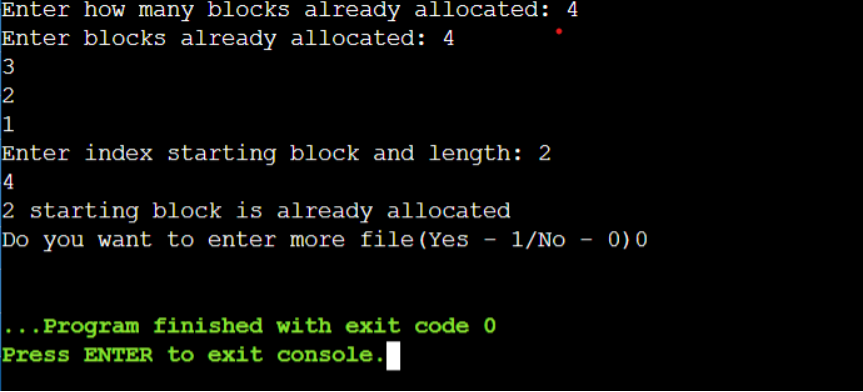 Enter how many blocks already allocated: 4
Enter blocks already allocated: 4
3
2
1
Enter index starting block and length: 2
4
2 starting block is already allocated
Do you want to enter more file(Yes - 1/No - 0)0
...Program finished with exit code 0
Press ENTER to exit console.